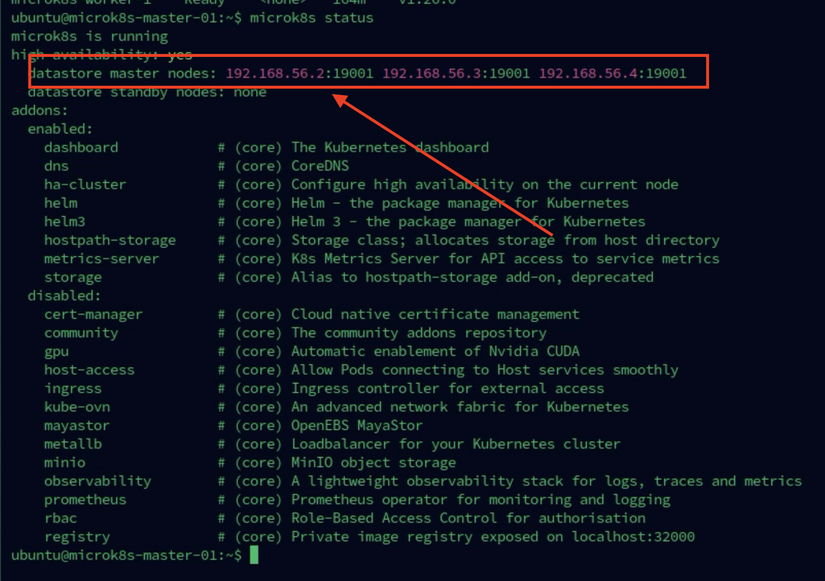 microk8s-worker-1 Ready <none> 164m v1.26.0
ubuntu@microk8s-master-01:~$ microk8s status
microk8s is running
high-availability: yes
datastore master nodes: 192.168.56.2:19001 192.168.56.3:19001 192.168.56.4:19001
datastore standby nodes: none
addons:
enabled:
dashboard # (core) The Kubernetes dashboard
dns # (core) CoreDNS
ha-cluster # (core) Configure high availability on the current node
helm # (core) Helm - the package manager for Kubernetes
helm3 # (core) Helm 3 - the package manager for Kubernetes
hostpath-storage # (core) Storage class; allocates storage from host directory
metrics-server # (core) K8s Metrics Server for API access to service metrics
storage # (core) Alias to hostpath-storage add-on, deprecated
disabled:
cert-manager # (core) Cloud native certificate management
community # (core) The community addons repository
gpu # (core) Automatic enablement of Nvidia CUDA
host-access # (core) Allow Pods connecting to Host services smoothly
ingress # (core) Ingress controller for external access
kube-ovn # (core) An advanced network fabric for Kubernetes
mayastor # (core) OpenEBS MayaStor
metallb # (core) Loadbalancer for your Kubernetes cluster
minio # (core) MinIO object storage
observability # (core) A lightweight observability stack for logs, traces and metrics
prometheus # (core) Prometheus operator for monitoring and logging
rbac # (core) Role-Based Access Control for authorisation
registry # (core) Private image registry exposed on localhost:32000
ubuntu@microk8s-master-01:~$